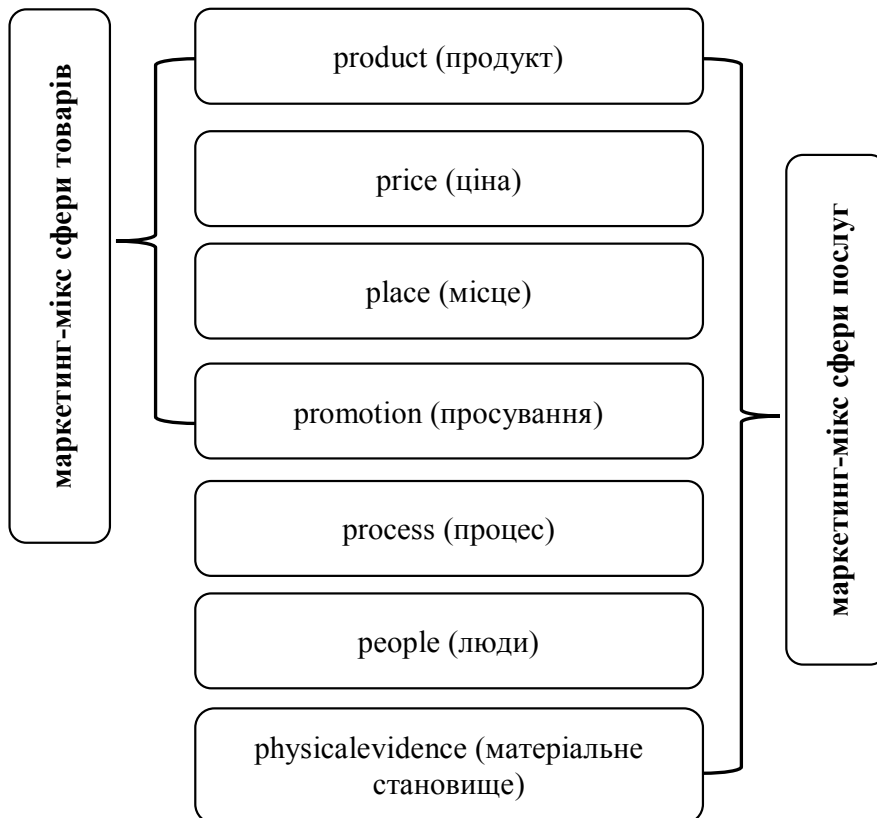 маркетинг-мікс сфери товарів
product (продукт)
price (ціна)
place (місце)
promotion (просування)
process (процес)
people (люди)
physicalevidence (матеріальне
становище)
маркетинг-мікс сфери послуг